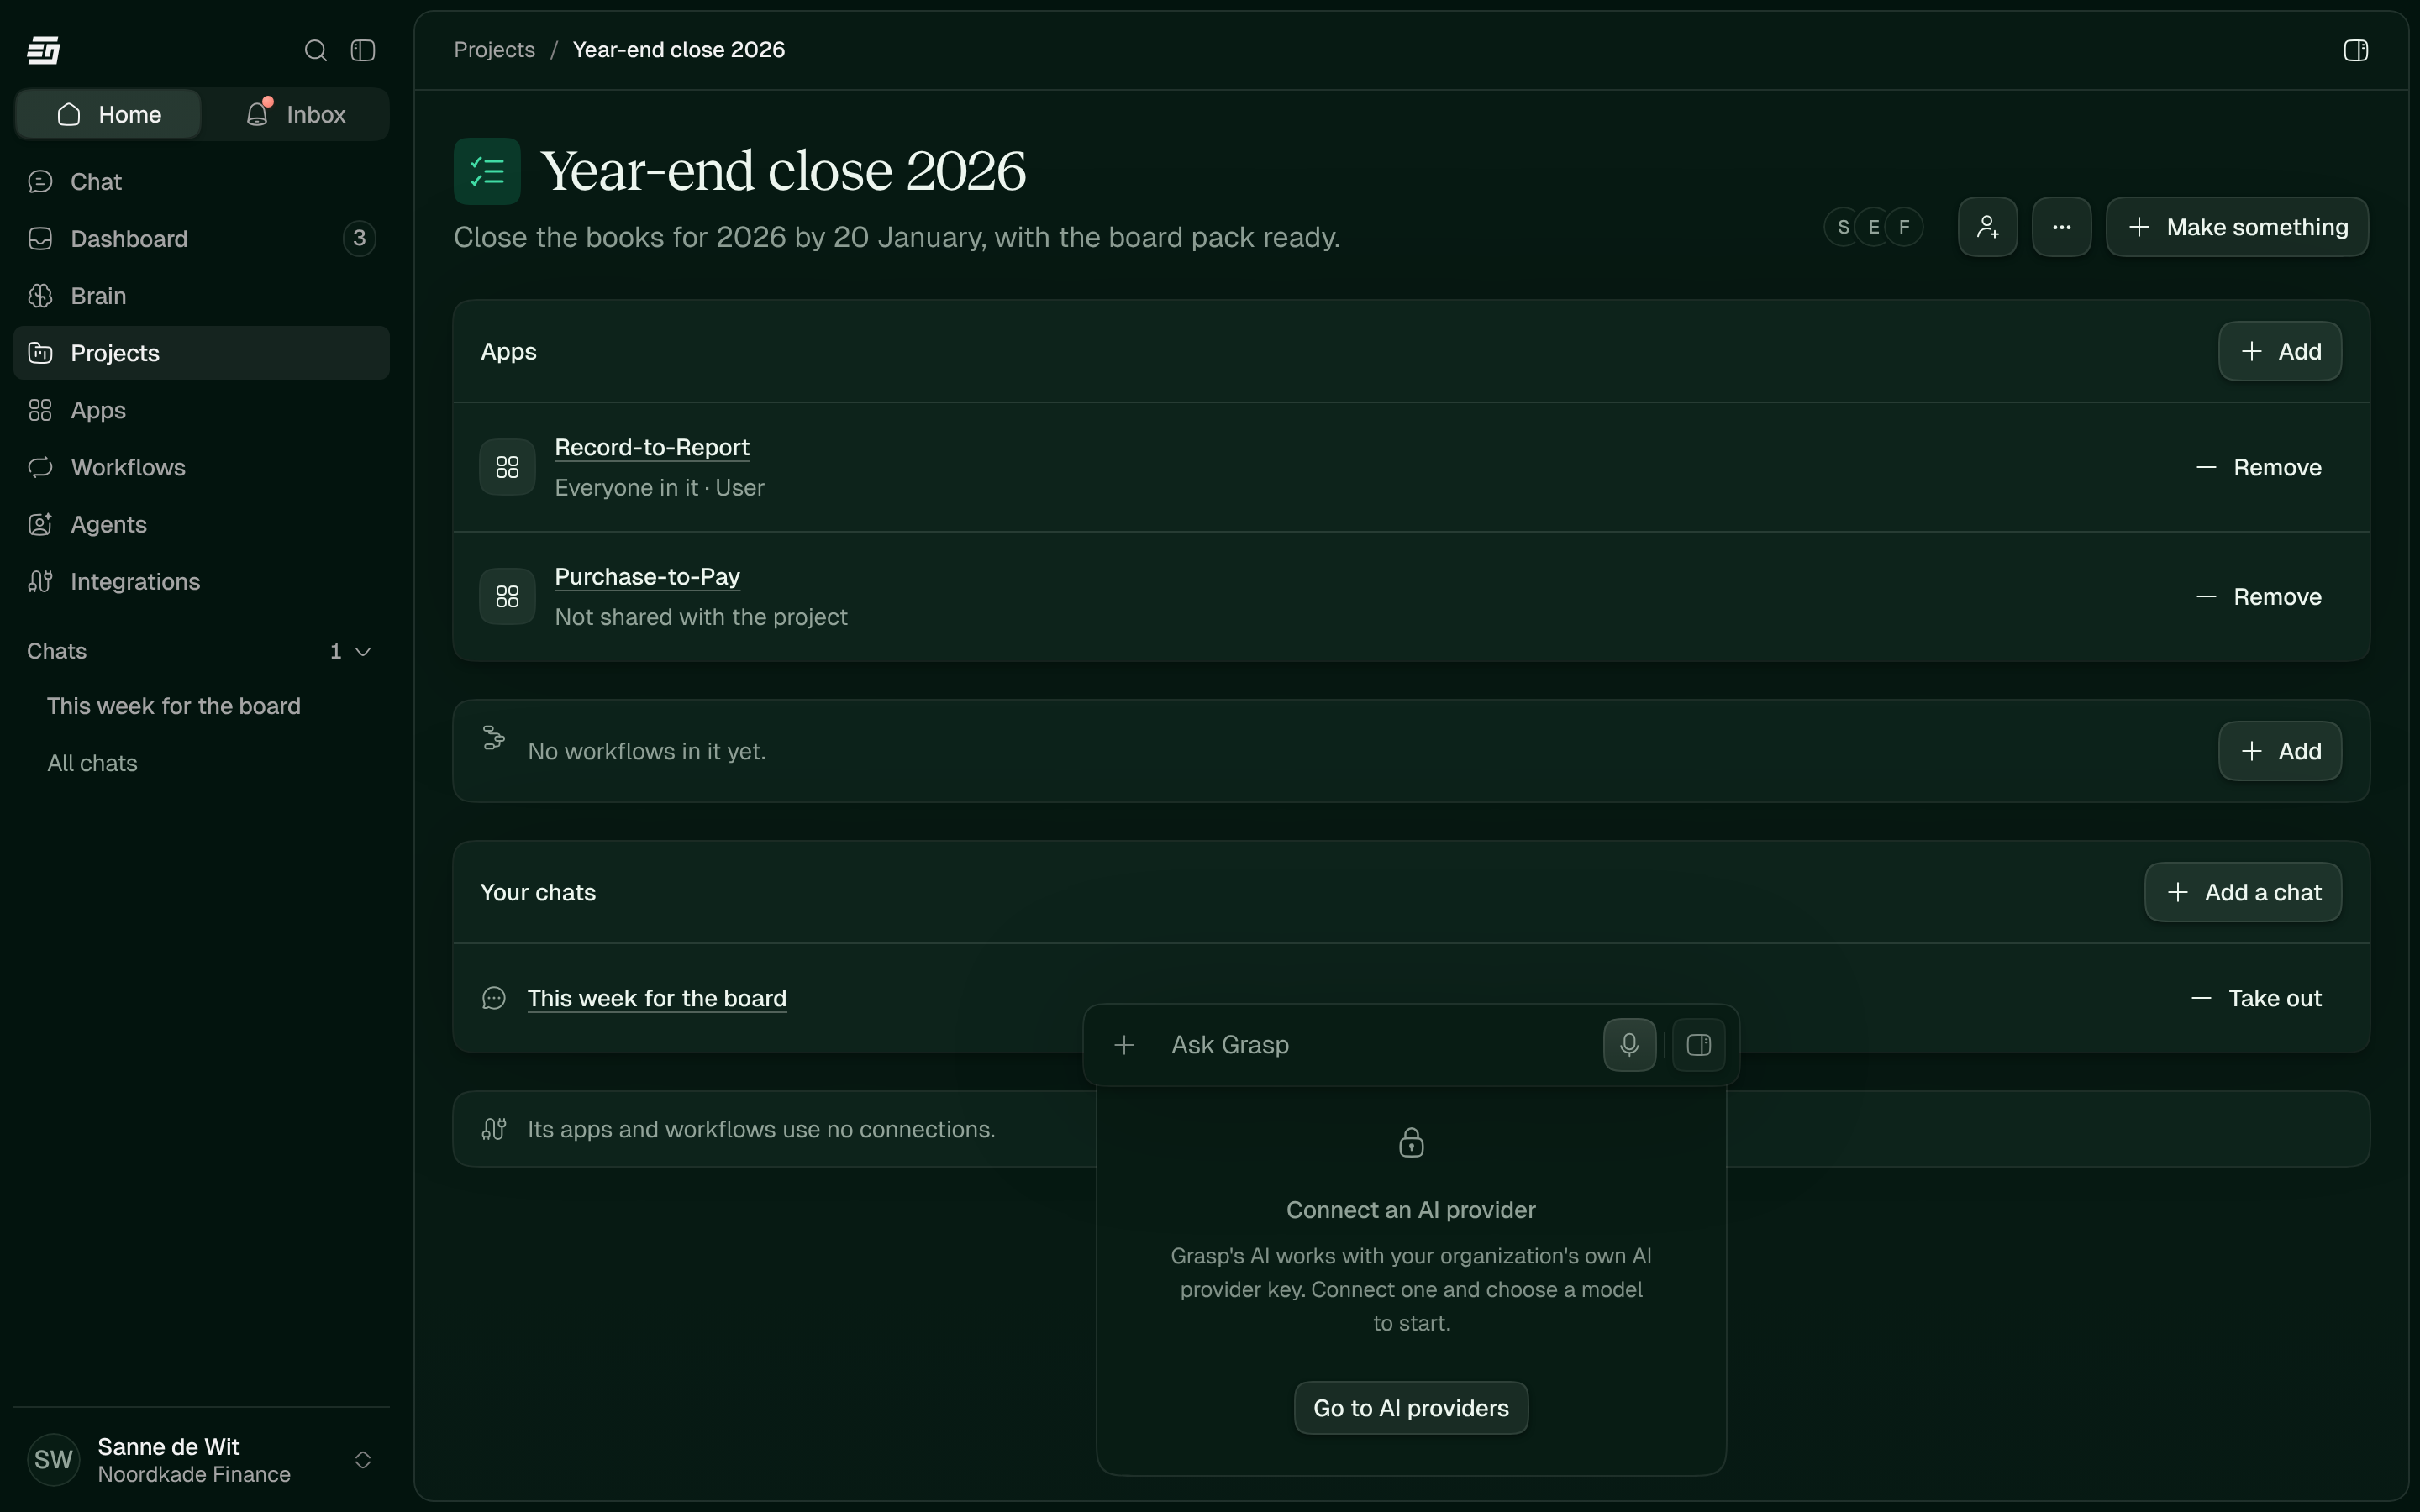 Home
Inbox
Chat
Dashboard
3
Brain
Projects
Apps
Workflows
Agents
Integrations
Chats
1
This week for the board
All chats
SW
Sanne de Wit
Noordkade Finance
Projects / Year-end close 2026
Year-end close 2026
Close the books for 2026 by 20 January, with the board pack ready.
S E F
Make something
Apps
Add
Record-to-Report
Everyone in it · User
Remove
Purchase-to-Pay
Not shared with the project
Remove
No workflows in it yet.
Add
Your chats
Add a chat
This week for the board
Take out
Ask Grasp
Its apps and workflows use no connections.
Connect an AI provider
Grasp's AI works with your organization's own AI
provider key. Connect one and choose a model
to start.
Go to AI providers